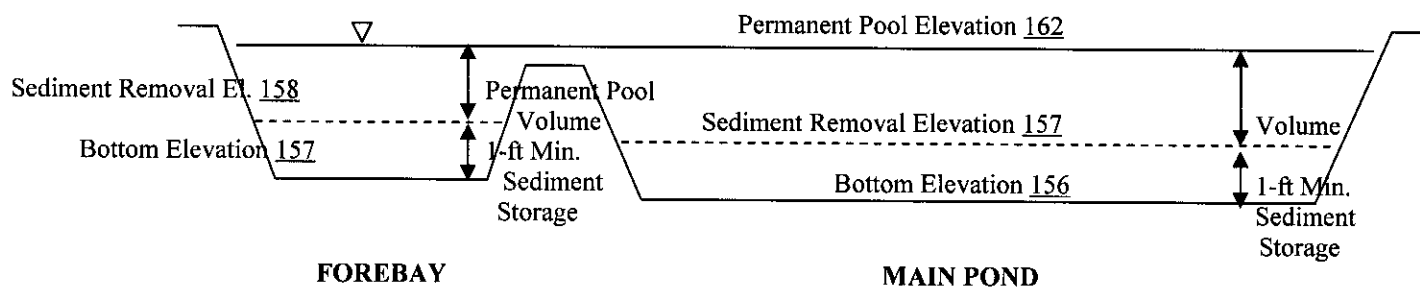 Permanent Pool Elevation 162
Sediment Removal El. 158
Permanent Pool
Volume
Sediment Removal Elevation 157
Volume
Bottom Elevation 157
1-ft Min.
Sediment
Storage
Bottom Elevation 156
1-ft Min.
Sediment
Storage
FOREBAY
MAIN POND